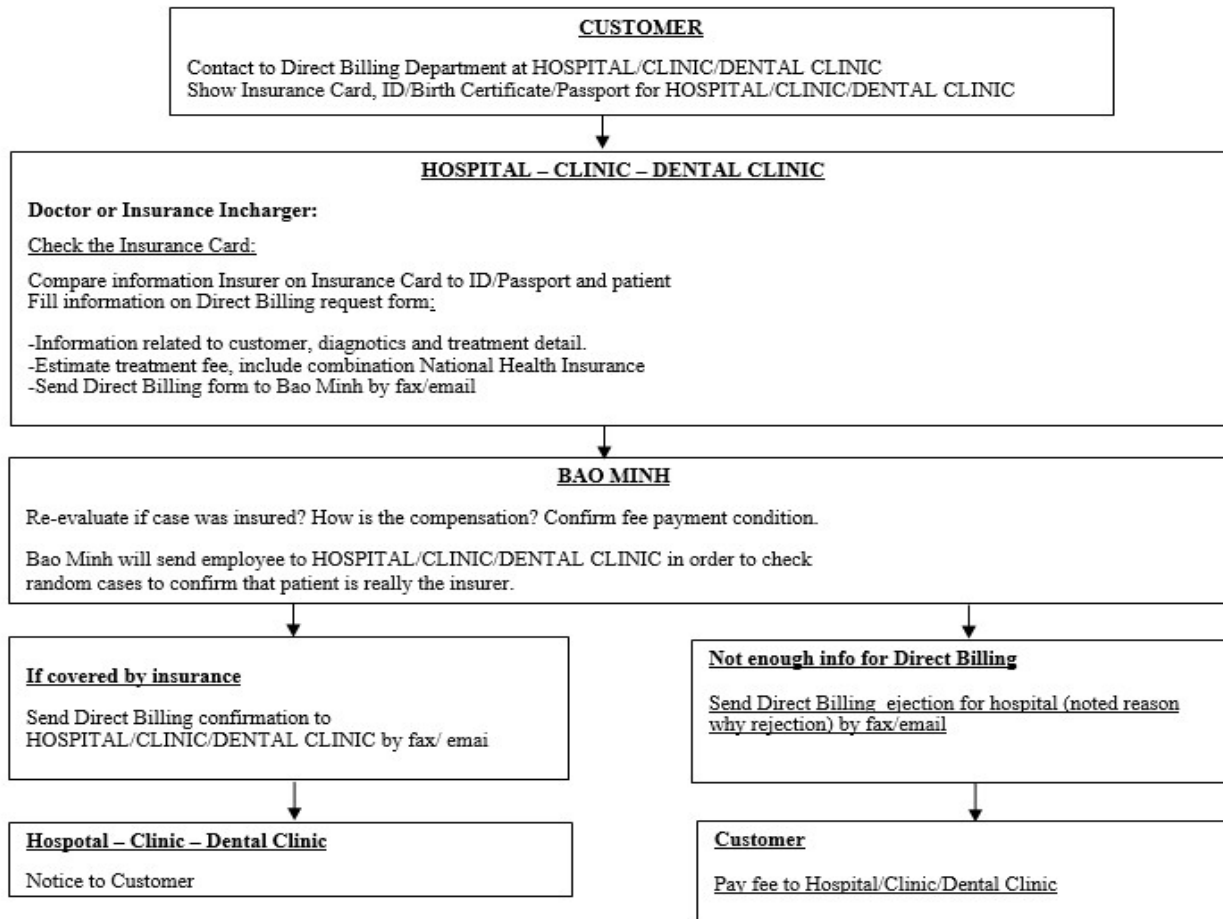 CUSTOMER
Contact to Direct Billing Department at HOSPITAL/CLINIC/DENTAL CLINIC
Show Insurance Card, ID/Birth Certificate/Passport for HOSPITAL/CLINIC/DENTAL CLINIC
HOSPITAL – CLINIC – DENTAL CLINIC
Doctor or Insurance Incharger:
Check the Insurance Card:
Compare information Insurer on Insurance Card to ID/Passport and patient
Fill information on Direct Billing request form:
-Information related to customer, diagnotics and treatment detail.
-Estimate treatment fee, include combination National Health Insurance
-Send Direct Billing form to Bao Minh by fax/email
BAO MINH
Re-evaluate if case was insured? How is the compensation? Confirm fee payment condition.
Bao Minh will send employee to HOSPITAL/CLINIC/DENTAL CLINIC in order to check
random cases to confirm that patient is really the insurer.
If covered by insurance
Send Direct Billing confirmation to
HOSPITAL/CLINIC/DENTAL CLINIC by fax/ emai
Not enough info for Direct Billing
Send Direct Billing ejection for hospital (noted reason
why rejection) by fax/email
Hospotal – Clinic – Dental Clinic
Notice to Customer
Customer
Pay fee to Hospital/Clinic/Dental Clinic